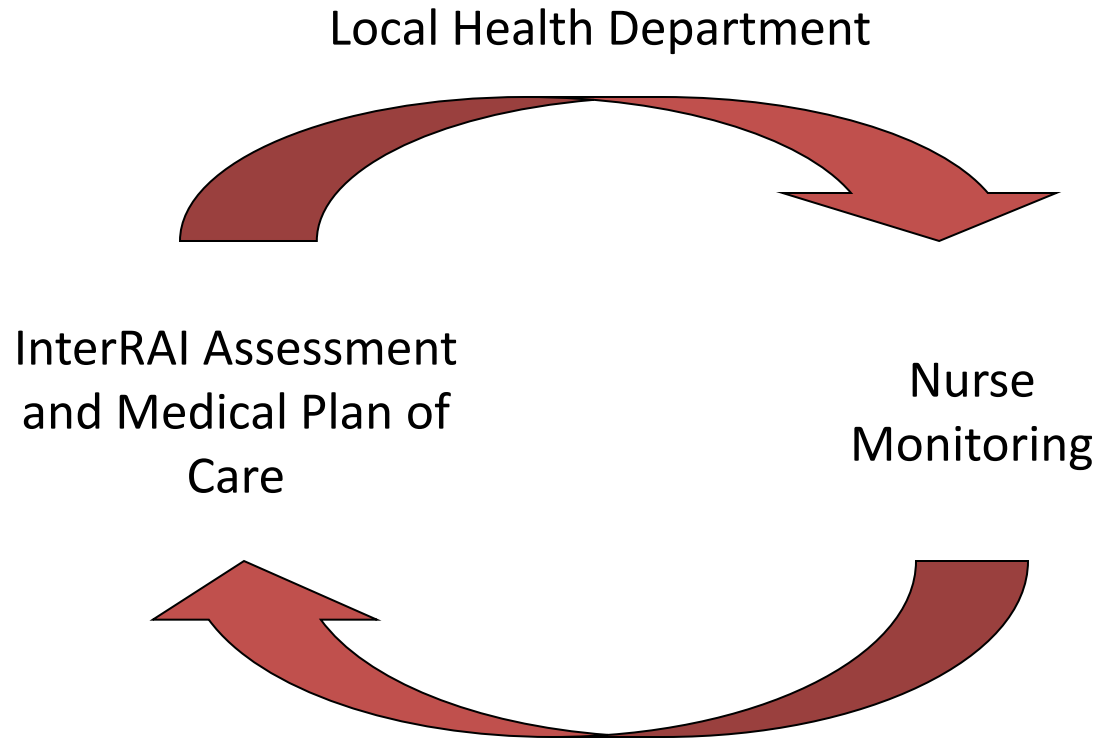 Local Health Department
InterRAI Assessment
and Medical Plan of
Care
Nurse
Monitoring